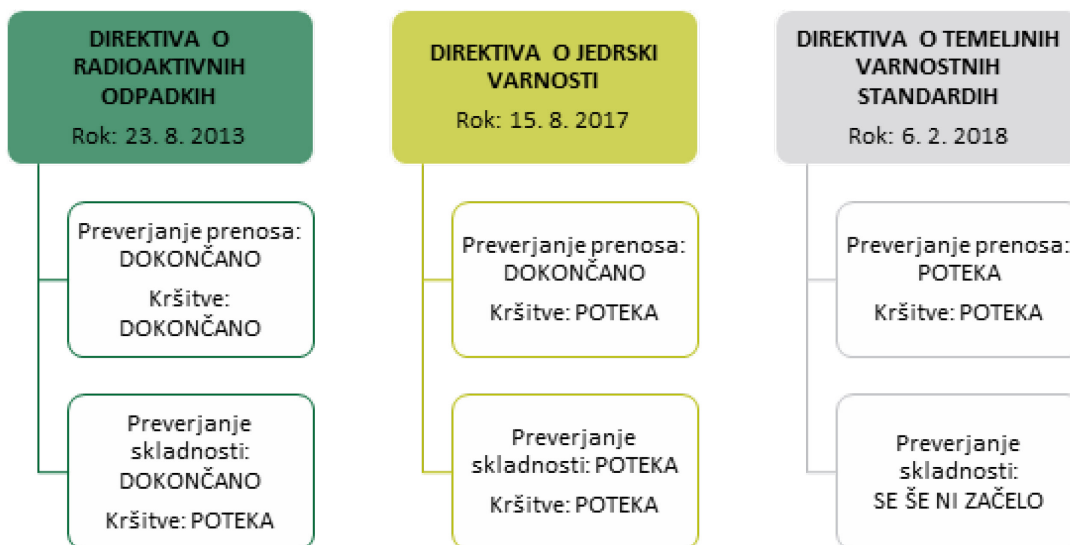 DIREKTIVA O
RADIOAKTIVNIH
ODPADKIH
Rok: 23. 8. 2013
Preverjanje prenosa:
DOKONČANO
Kršitve:
DOKONČANO
Preverjanje
skladnosti:
DOKONČANO
Kršitve: POTEKA
DIREKTIVA O JEDRSKI
VARNOSTI
Rok: 15. 8. 2017
Preverjanje prenosa:
DOKONČANO
Kršitve: POTEKA
Preverjanje
skladnosti: POTEKA
Kršitve: POTEKA
DIREKTIVA O TEMELJNIH
VARNOSTNIH
STANDARDIH
Rok: 6. 2. 2018
Preverjanje prenosa:
POTEKA
Kršitve: POTEKA
Preverjanje
skladnosti:
SE ŠE NI ZAČELO